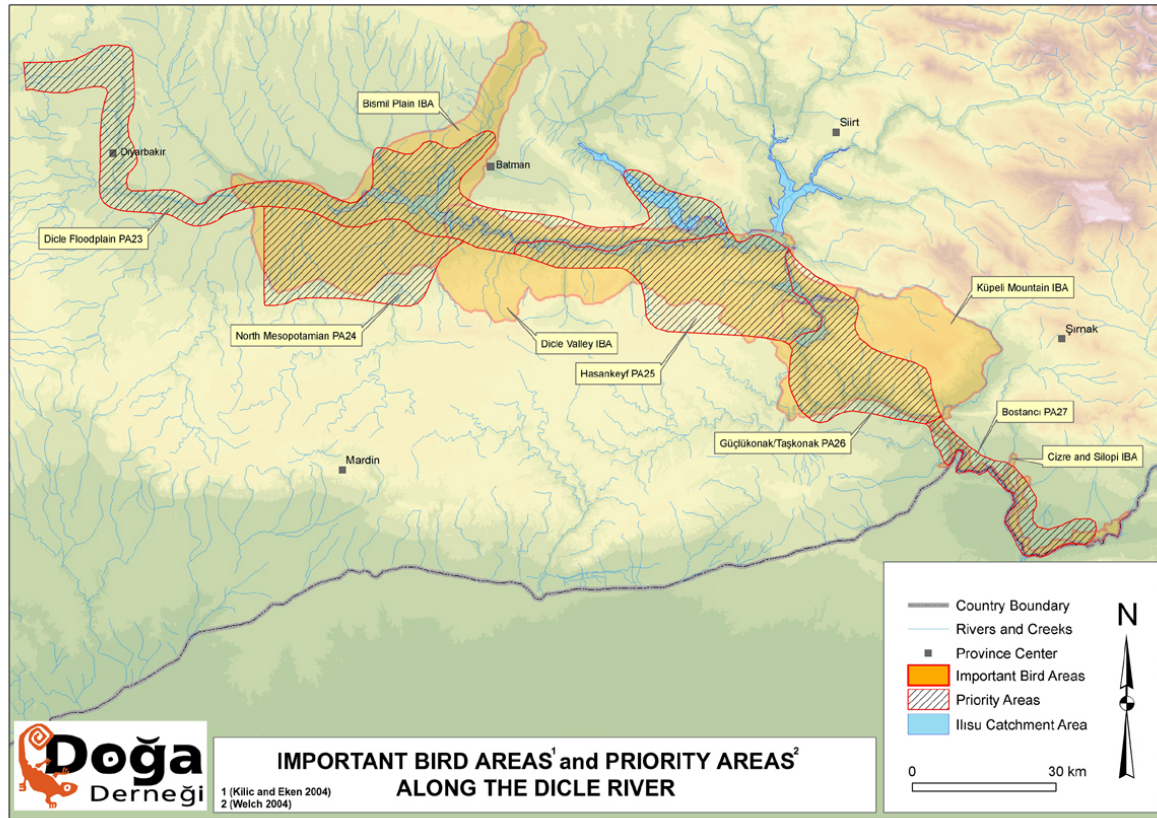 Bismil Plain IBA
Siirt
Diyarbakır
Batman
Dicle Floodplain PA23
Küpeli Mountain IBA
North Mesopotamian PA24
Dicle Valley IBA
Şırnak
Hasankeyf PA25
Bostancı PA27
Güçlükonak/Taşkonak PA26
Cizre and Silopi IBA
Mardin
Country Boundary
Rivers and Creeks
Province Center
Important Bird Areas
Priority Areas
Ilısu Catchment Area
N
0 30 km
Doğa
Derneği
IMPORTANT BIRD AREAS¹ and PRIORITY AREAS²
ALONG THE DICLE RIVER
1 (Kilic and Eken 2004)
2 (Welch 2004)